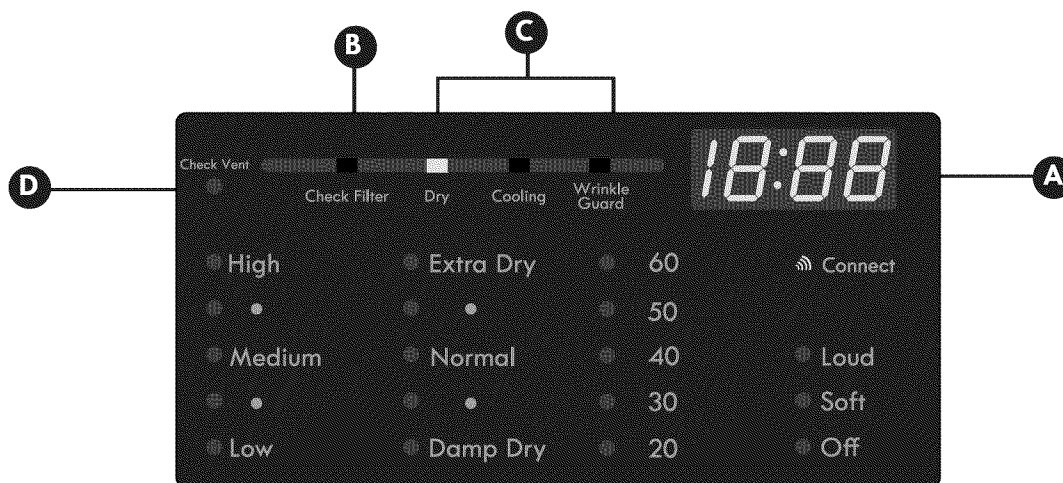 B
C
Check Vent
18:88
D
A
Check Filter
Dry
Cooling
Wrinkle
Guard
High
Extra Dry
60
Connect
50
Medium
Normal
40
Loud
30
Soft
Low
Damp Dry
20
Off